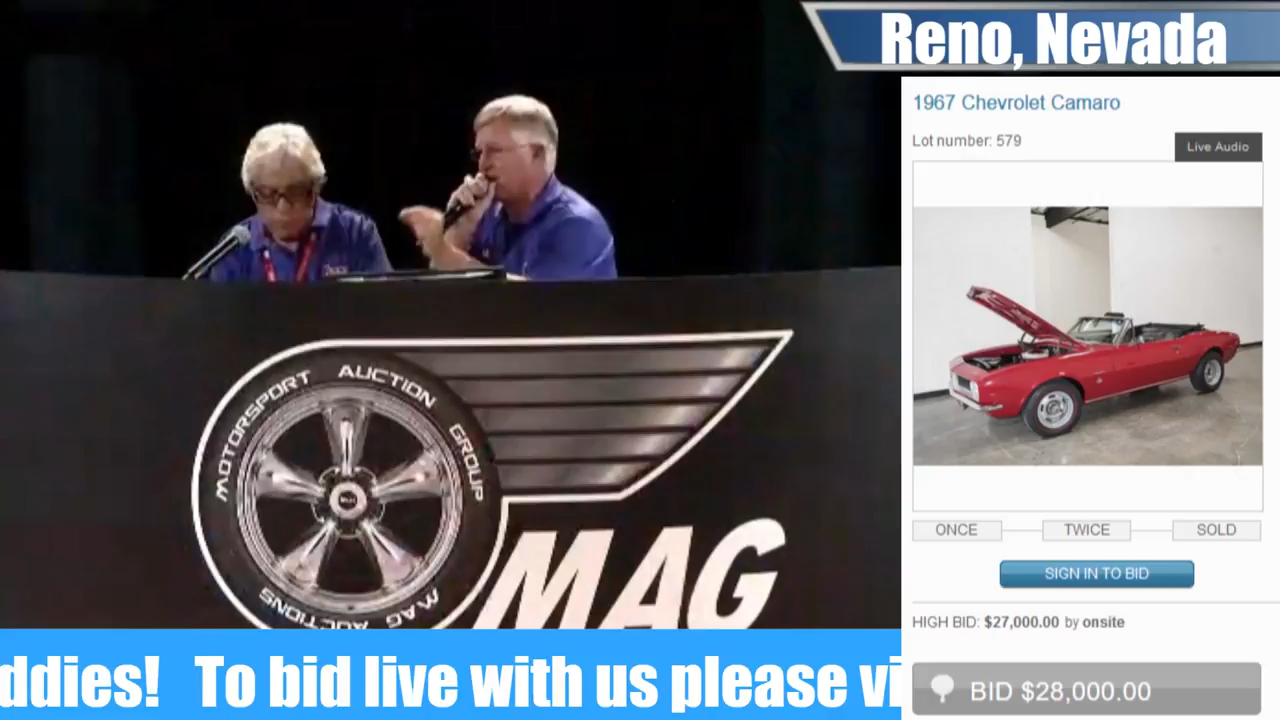 Reno, Nevada
1967 Chevrolet Camaro
Lot number: 579
Live Audio
MOTORSPORT AUCTION GROUP
MAG AUCTIONS
MAG
ONCE
TWICE
SOLD
SIGN IN TO BID
HIGH BID: $27,000.00 by onsite
BID $28,000.00
ddies! To bid live with us please vi